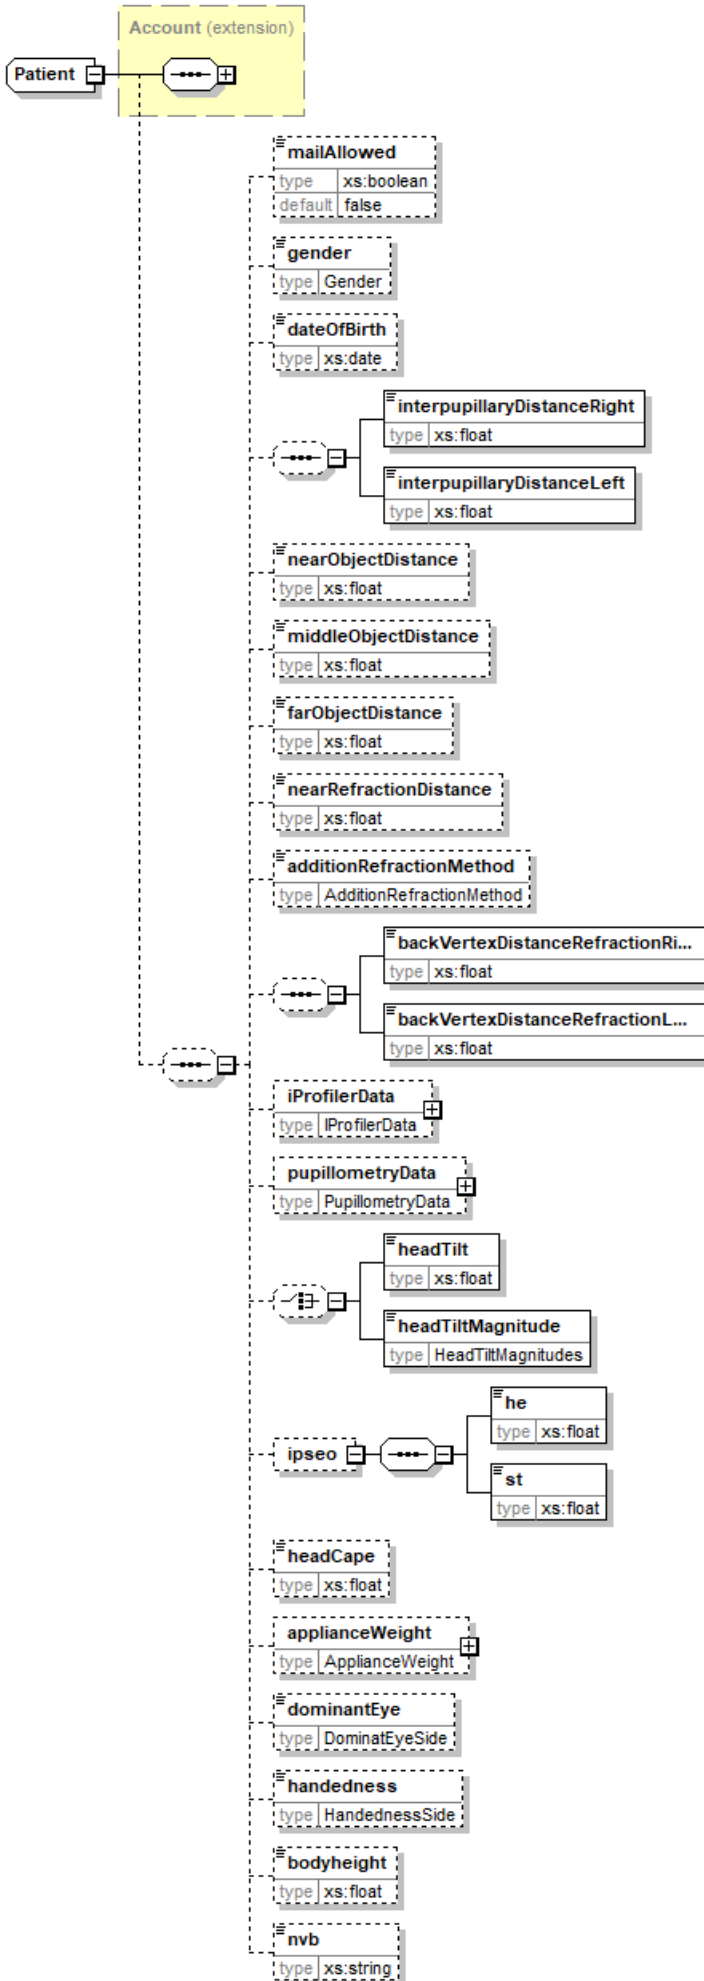 Account (extension)
Patient
mailAllowed
type xs:boolean
default false
gender
type Gender
dateOfBirth
type xs:date
interpupillaryDistanceRight
type xs:float
interpupillaryDistanceLeft
type xs:float
nearObjectDistance
type xs:float
middleObjectDistance
type xs:float
farObjectDistance
type xs:float
nearRefractionDistance
type xs:float
additionRefractionMethod
type AdditionRefractionMethod
backVertexDistanceRefractionRi...
type xs:float
backVertexDistanceRefractionL...
type xs:float
iProfilerData
type IProfilerData
pupillometryData
type PupillometryData
headTilt
type xs:float
headTiltMagnitude
type HeadTiltMagnitudes
he
type xs:float
ipseo
st
type xs:float
headCape
type xs:float
applianceWeight
type ApplianceWeight
dominantEye
type DominatEyeSide
handedness
type HandednessSide
bodyheight
type xs:float
nvb
type xs:string